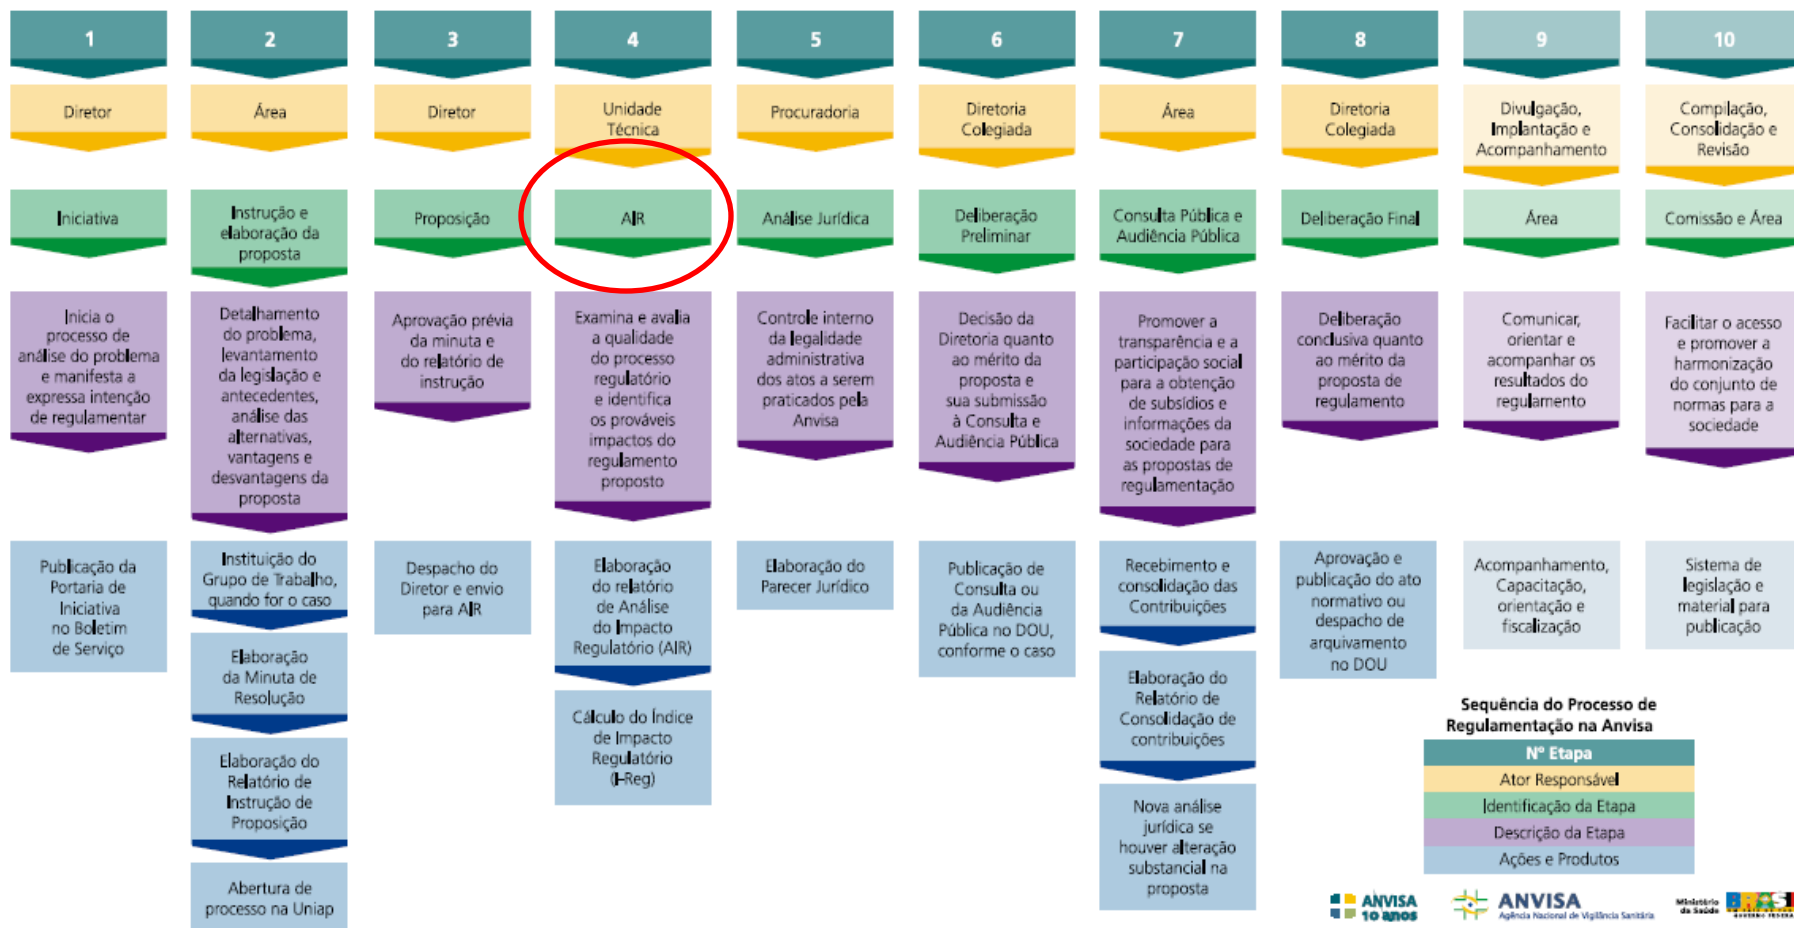 1
Diretor
Iniciativa
Inicia o
processo de
análise do problema
e manifesta a
expressa intenção
de regulamentar
Publicação da
Portaria de
Iniciativa
no Boletim
de Serviço
2
Área
Instrução e
elaboração da
proposta
Detalhamento
do problema,
levantamento
da legislação e
antecedentes,
análise das
alternativas,
vantagens e
desvantagens da
proposta
Instituição do
Grupo de Trabalho,
quando for o caso
Elaboração
da Minuta de
Resolução
Elaboração do
Relatório de
Instrução de
Proposição
Abertura de
processo na Uniap
3
Diretor
Proposição
Aprovação prévia
da minuta e
do relatório de
instrução
Despacho do
Diretor e envio
para AIR
4
Unidade
Técnica
AIR
Examina e avalia
a qualidade
do processo
regulatório
e identifica
os prováveis
impactos do
regulamento
proposto
Elaboração
do relatório
de Análise
do Impacto
Regulatório (AIR)
Cálculo do Índice
de Impacto
Regulatório
(I-Reg)
5
Procuradoria
Análise Jurídica
Controle interno
da legalidade
administrativa
dos atos a serem
praticados pela
Anvisa
Elaboração do
Parecer Jurídico
6
Diretoria
Colegiada
Deliberação
Preliminar
Decisão da
Diretoria quanto
ao mérito da
proposta e
sua submissão
à Consulta e
Audiência Pública
Publicação de
Consulta ou
da Audiência
Pública no DOU,
conforme o caso
7
Área
Consulta Pública e
Audiência Pública
Promover a
transparência e a
participação social
para a obtenção
de subsídios e
informações da
sociedade para
as propostas de
regulamentação
Recebimento e
consolidação das
Contribuições
Elaboração do
Relatório de
Consolidação de
contribuições
Nova análise
jurídica se
houver alteração
substancial na
proposta
8
Diretoria
Colegiada
Deliberação Final
Deliberação
conclusiva quanto
ao mérito da
proposta de
regulamento
Aprovação e
publicação do ato
normativo ou
despacho de
arquivamento
no DOU
9
Divulgação,
Implantação e
Acompanhamento
Área
Comunicar,
orientar e
acompanhar os
resultados do
regulamento
Acompanhamento,
Capacitação,
orientação e
fiscalização
10
Compilação,
Consolidação e
Revisão
Comissão e Área
Facilitar o acesso
e promover a
harmonização
do conjunto de
normas para a
sociedade
Sistema de
legislação e
material para
publicação
Sequência do Processo de
Regulamentação na Anvisa
Nº Etapa
Ator Responsável
Identificação da Etapa
Descrição da Etapa
Ações e Produtos
ANVISA
10 anos
ANVISA
Agência Nacional de Vigilância Sanitária
Ministério
da Saúde
BRASIL
GOVERNO FEDERAL